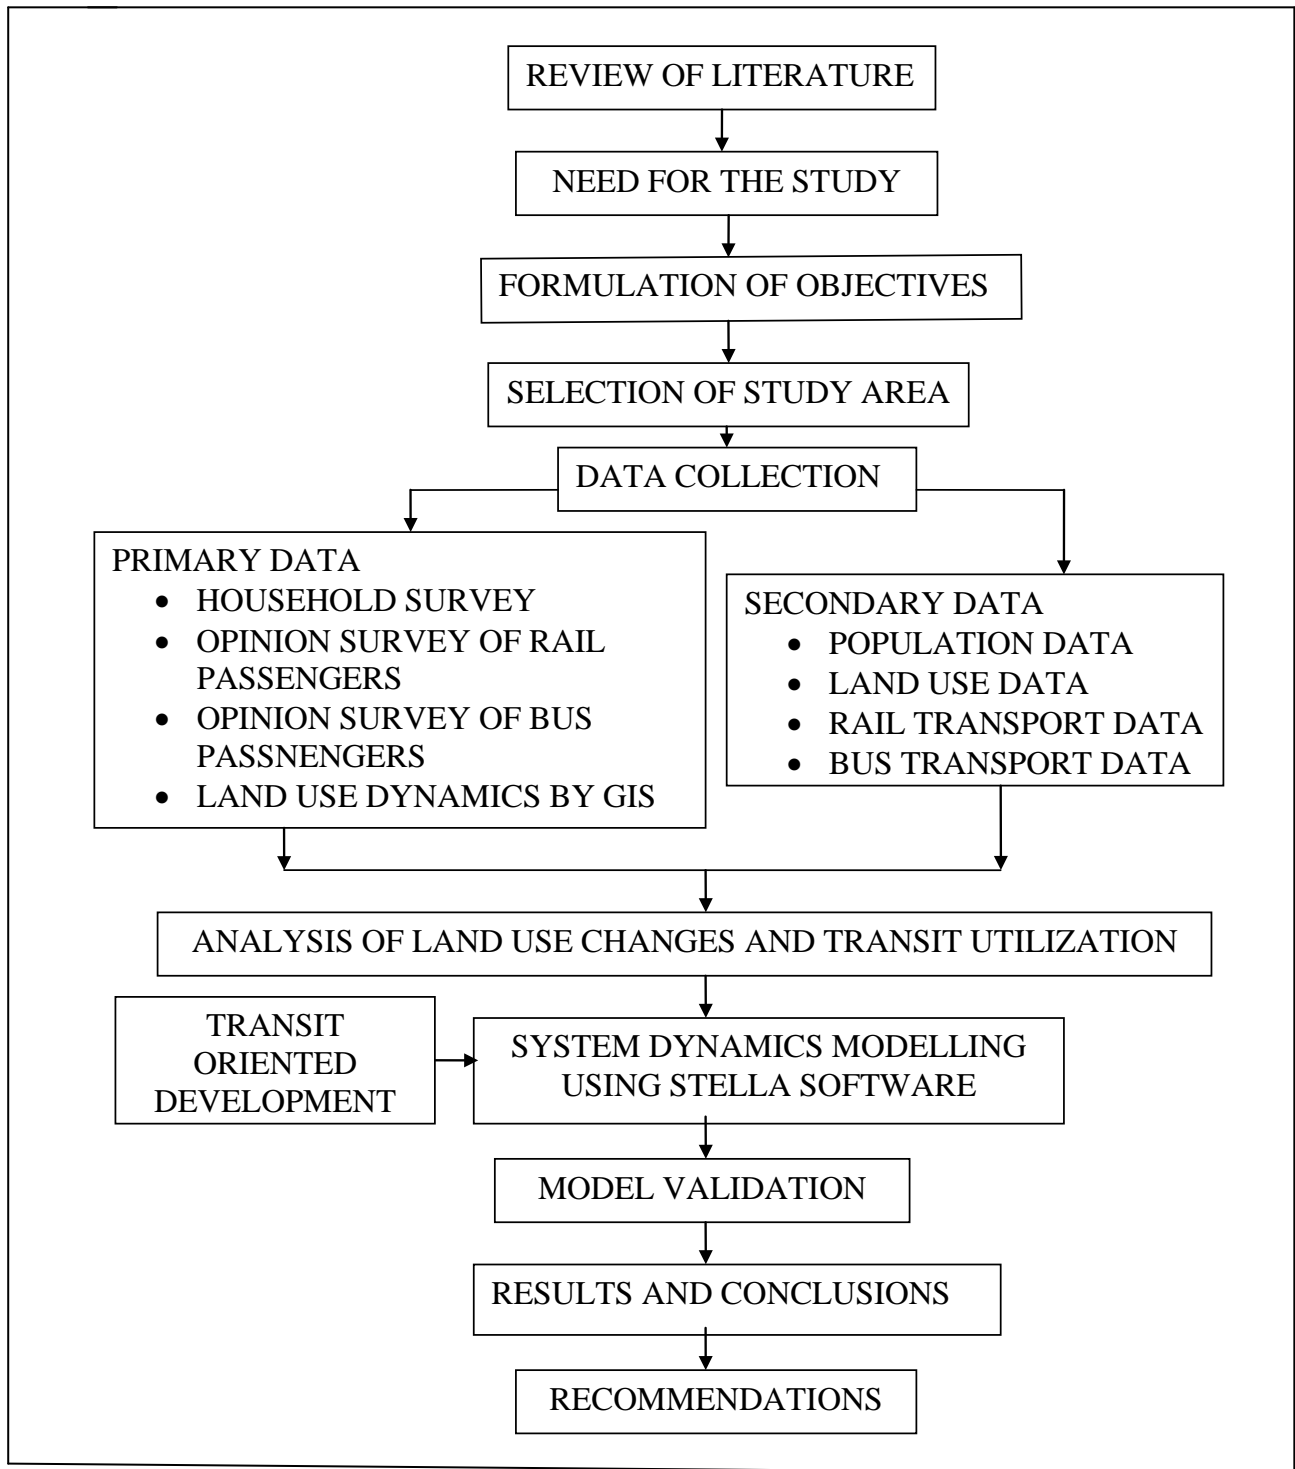 REVIEW OF LITERATURE
NEED FOR THE STUDY
FORMULATION OF OBJECTIVES
SELECTION OF STUDY AREA
DATA COLLECTION
PRIMARY DATA
• HOUSEHOLD SURVEY
• OPINION SURVEY OF RAIL
PASSENGERS
• OPINION SURVEY OF BUS
PASSNENGERS
• LAND USE DYNAMICS BY GIS
SECONDARY DATA
• POPULATION DATA
• LAND USE DATA
• RAIL TRANSPORT DATA
• BUS TRANSPORT DATA
ANALYSIS OF LAND USE CHANGES AND TRANSIT UTILIZATION
TRANSIT
ORIENTED
DEVELOPMENT
SYSTEM DYNAMICS MODELLING
USING STELLA SOFTWARE
MODEL VALIDATION
RESULTS AND CONCLUSIONS
RECOMMENDATIONS